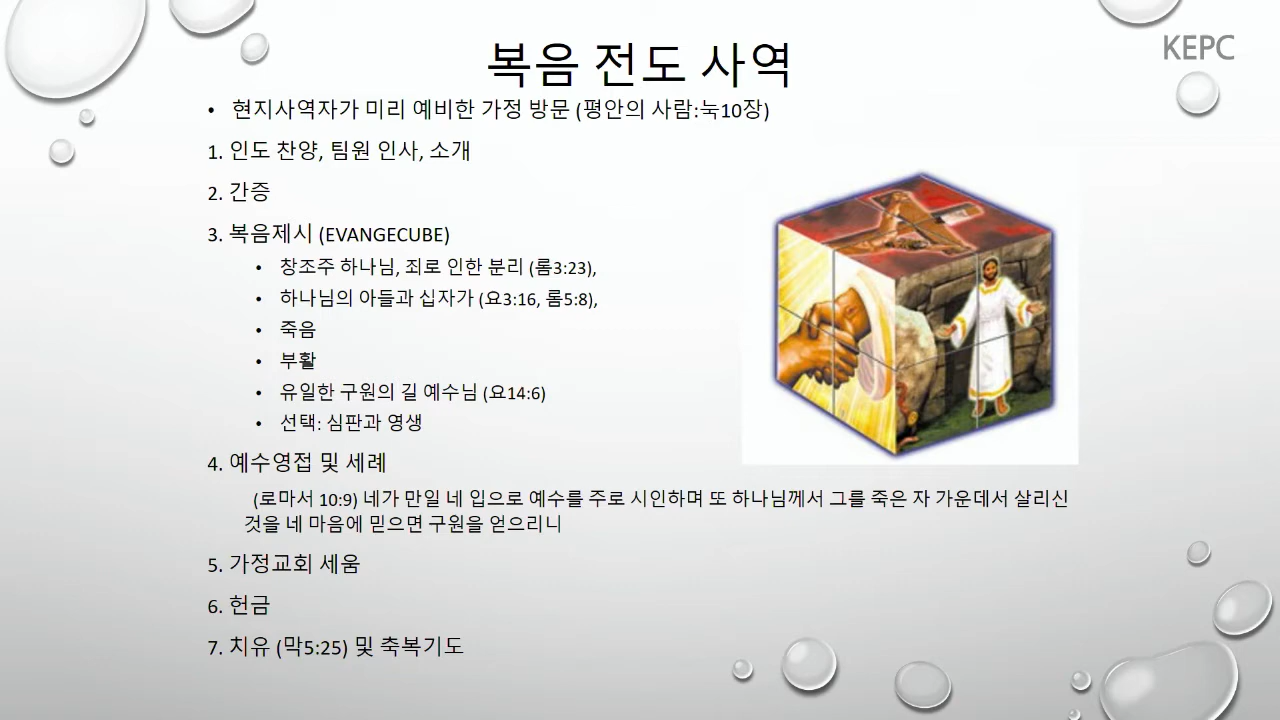 복음 전도 사역
KEPC
• 현지사역자가 미리 예비한 가정 방문 (평안의 사람:눅10장)
1. 인도 찬양, 팀원 인사, 소개
2. 간증
3. 복음제시 (EVANGECUBE)
• 창조주 하나님, 죄로 인한 분리 (롬3:23),
• 하나님의 아들과 십자가 (요3:16, 롬5:8),
• 죽음
• 부활
• 유일한 구원의 길 예수님 (요14:6)
• 선택: 심판과 영생
4. 예수영접 및 세례
(로마서 10:9) 네가 만일 네 입으로 예수를 주로 시인하며 또 하나님께서 그를 죽은 자 가운데서 살리신
것을 네 마음에 믿으면 구원을 얻으리니
5. 가정교회 세움
6. 헌금
7. 치유 (막5:25) 및 축복기도